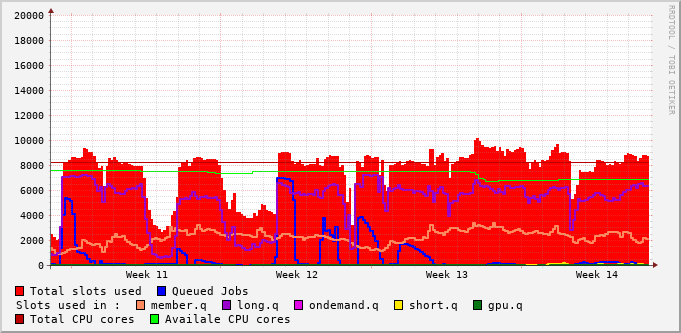 20000
18000
16000
14000
12000
10000
8000
6000
4000
2000
0
Week 11 Week 12 Week 13 Week 14
Total slots used Queued Jobs
Slots used in : member.q long.q ondemand.q short.q gpu.q
Total CPU cores Availale CPU cores
RRDTOOL / TOBI OETIKER